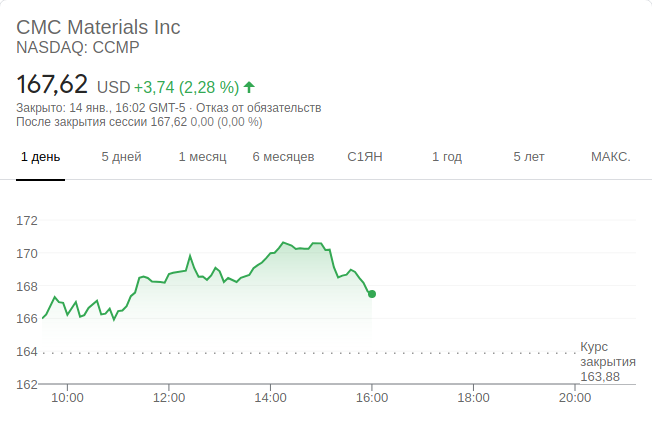 CMC Materials Inc
NASDAQ: CCMP
167,62 USD +3,74 (2,28 %)
Закрыто: 14 янв., 16:02 GMT-5 · Отказ от обязательств
После закрытия сессии 167,62 0,00 (0,00 %)
1 день 5 дней 1 месяц 6 месяцев С1ЯН 1 год 5 лет МАКС.
172
170
168
166
164
Курс
закрытия
163,88
162
10:00 12:00 14:00 16:00 18:00 20:00